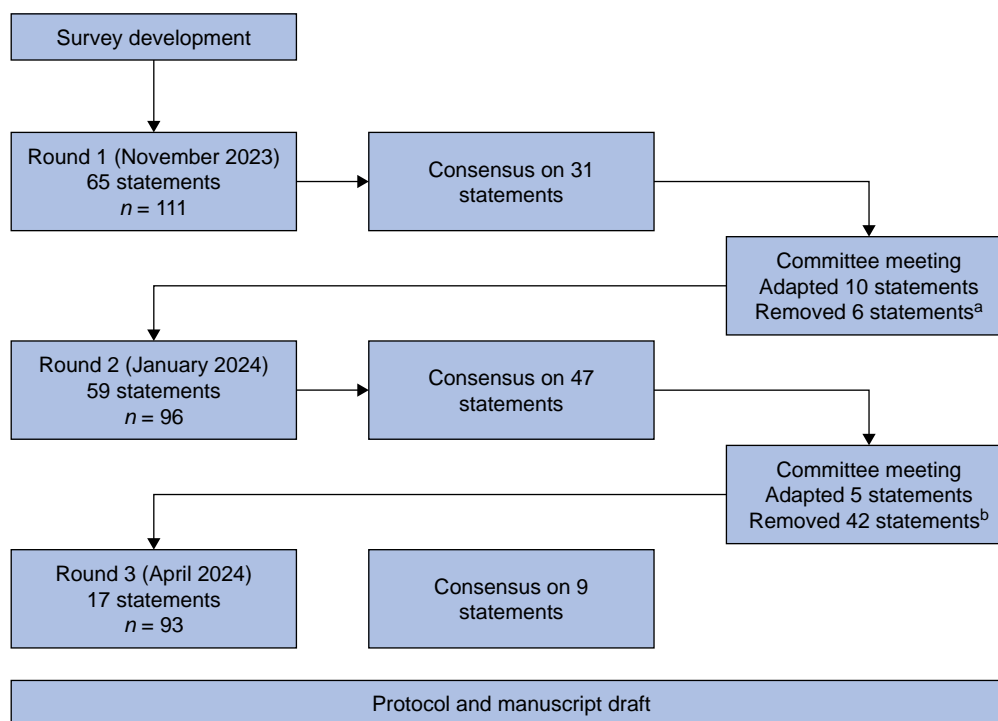 Survey development
Round 1 (November 2023)
65 statements
n = 111
Consensus on 31
statements
Committee meeting
Adapted 10 statements
Removed 6 statementsᵃ
Round 2 (January 2024)
59 statements
n = 96
Consensus on 47
statements
Committee meeting
Adapted 5 statements
Removed 42 statementsᵇ
Round 3 (April 2024)
17 statements
n = 93
Consensus on 9
statements
Protocol and manuscript draft